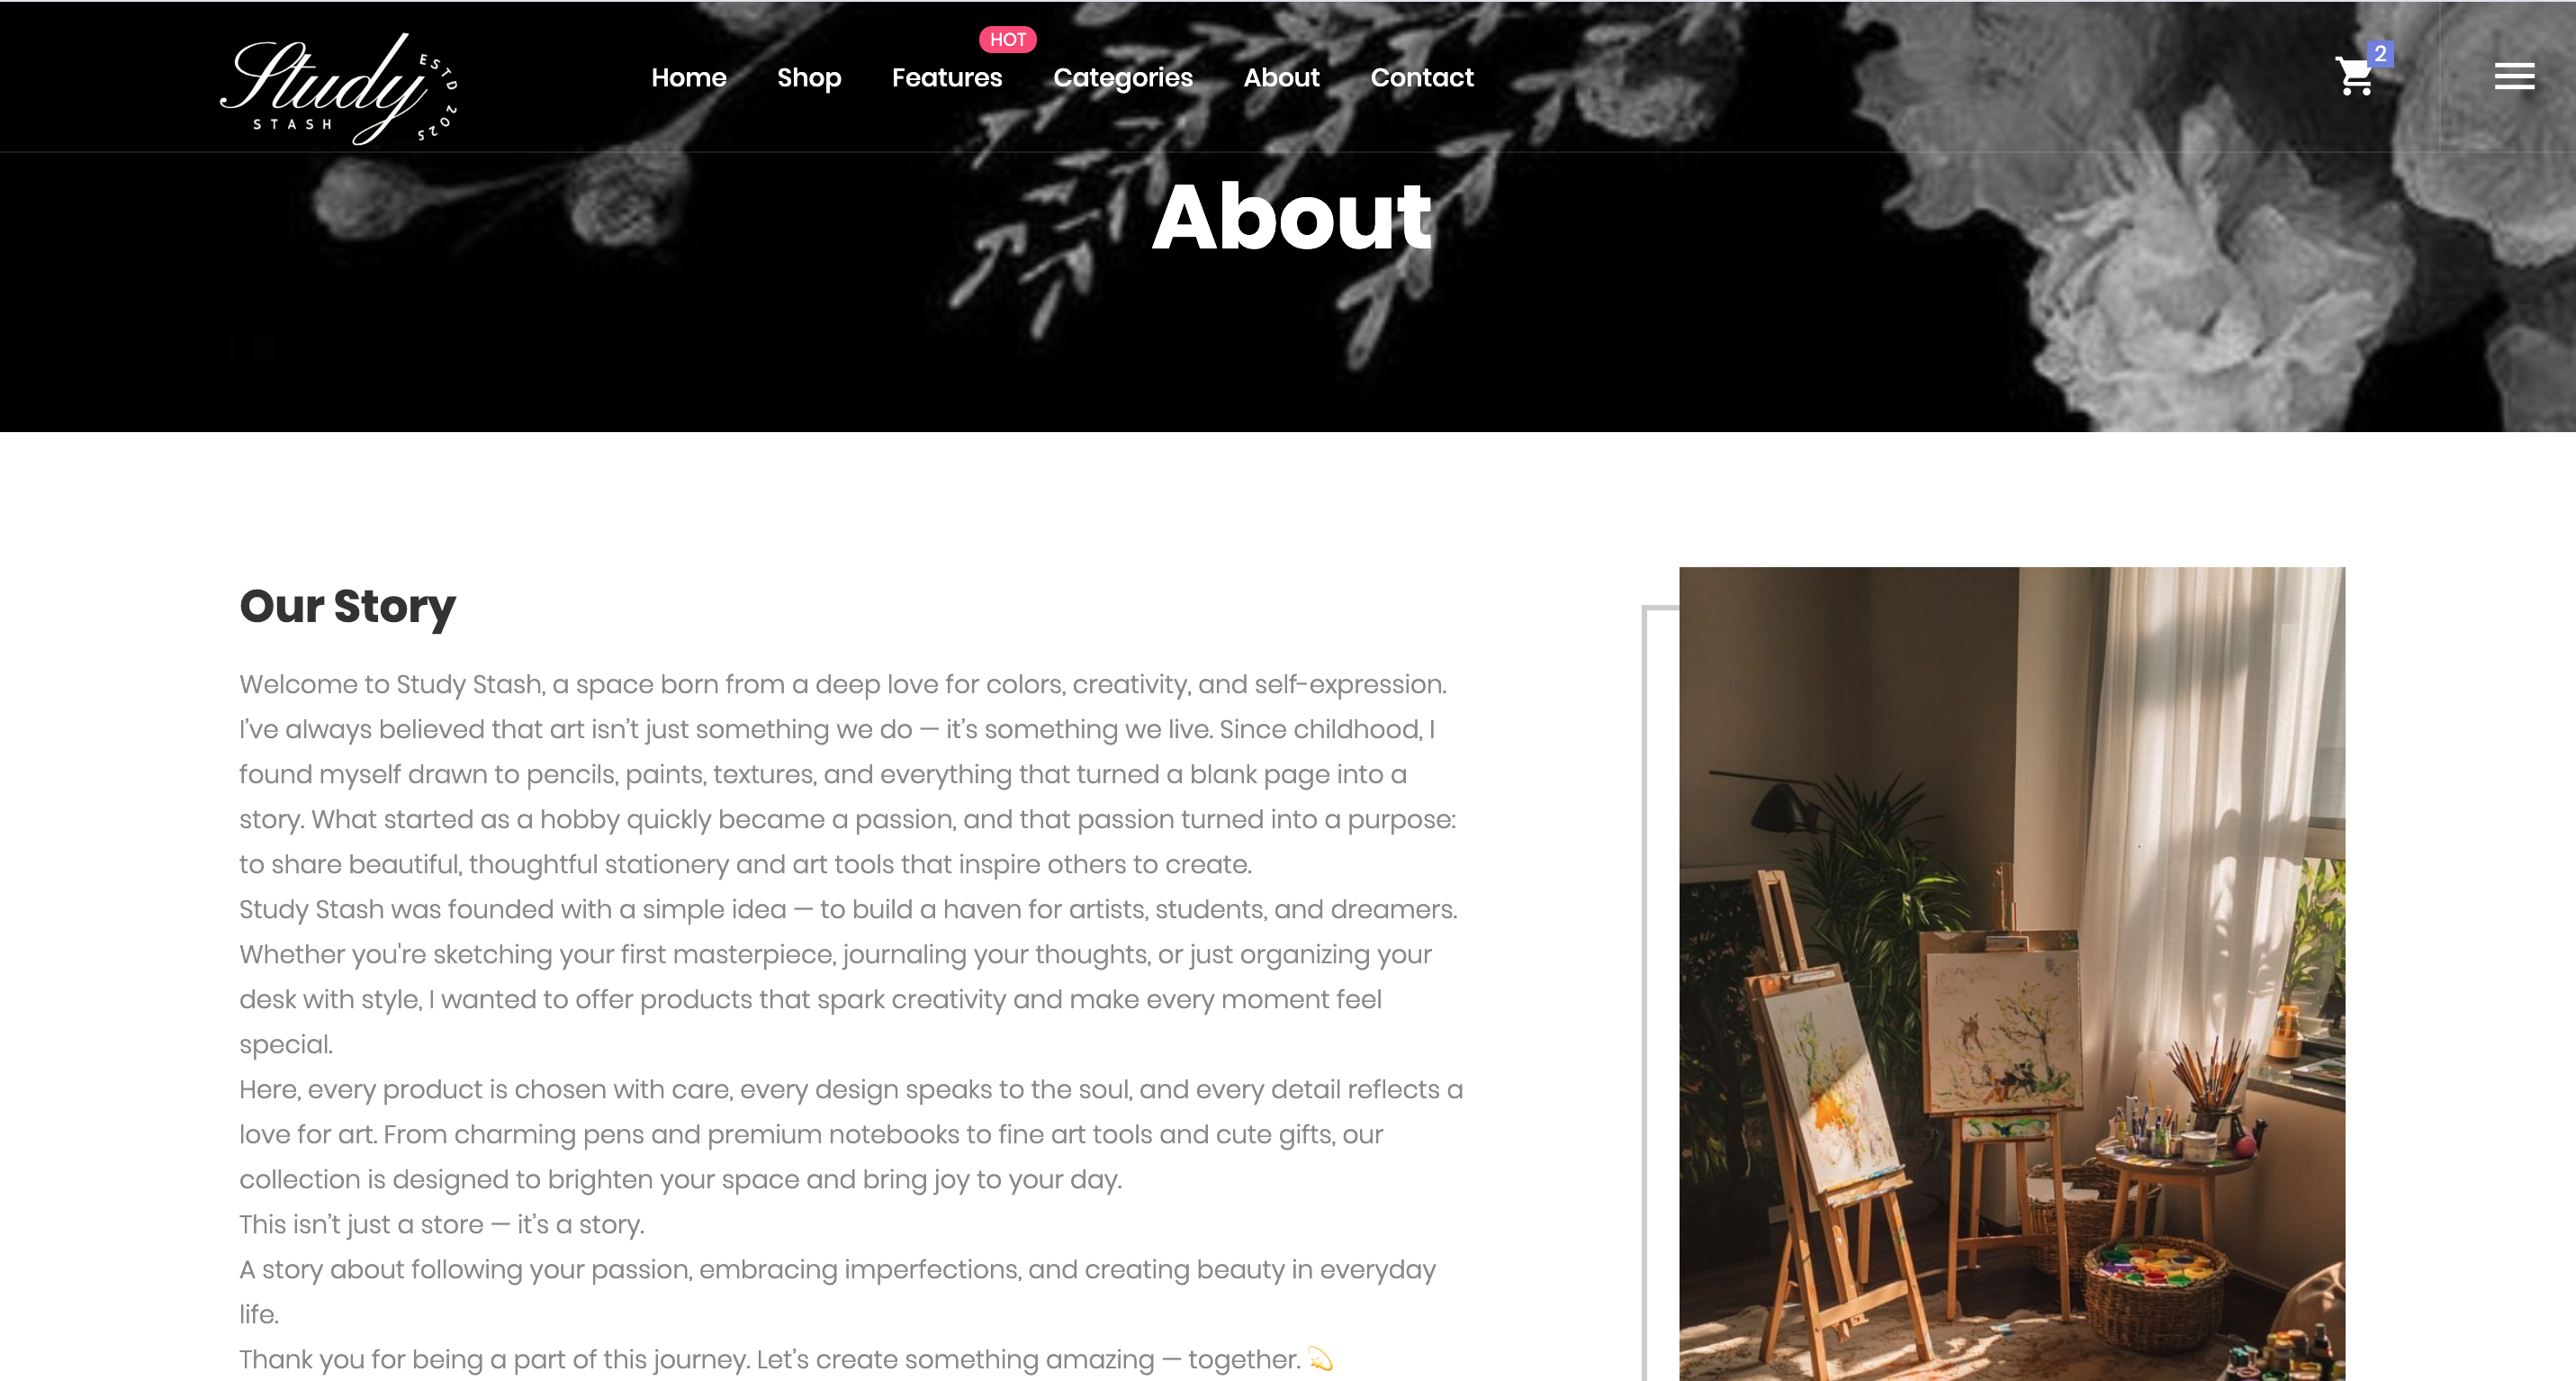 Study
STASH
ESTD 2025
HOT
Home Shop Features Categories About Contact
2
About
Our Story
Welcome to Study Stash, a space born from a deep love for colors, creativity, and self-expression.
I’ve always believed that art isn’t just something we do — it’s something we live. Since childhood, I
found myself drawn to pencils, paints, textures, and everything that turned a blank page into a
story. What started as a hobby quickly became a passion, and that passion turned into a purpose:
to share beautiful, thoughtful stationery and art tools that inspire others to create.
Study Stash was founded with a simple idea — to build a haven for artists, students, and dreamers.
Whether you're sketching your first masterpiece, journaling your thoughts, or just organizing your
desk with style, I wanted to offer products that spark creativity and make every moment feel
special.
Here, every product is chosen with care, every design speaks to the soul, and every detail reflects a
love for art. From charming pens and premium notebooks to fine art tools and cute gifts, our
collection is designed to brighten your space and bring joy to your day.
This isn’t just a store — it’s a story.
A story about following your passion, embracing imperfections, and creating beauty in everyday
life.
Thank you for being a part of this journey. Let’s create something amazing — together. 💫